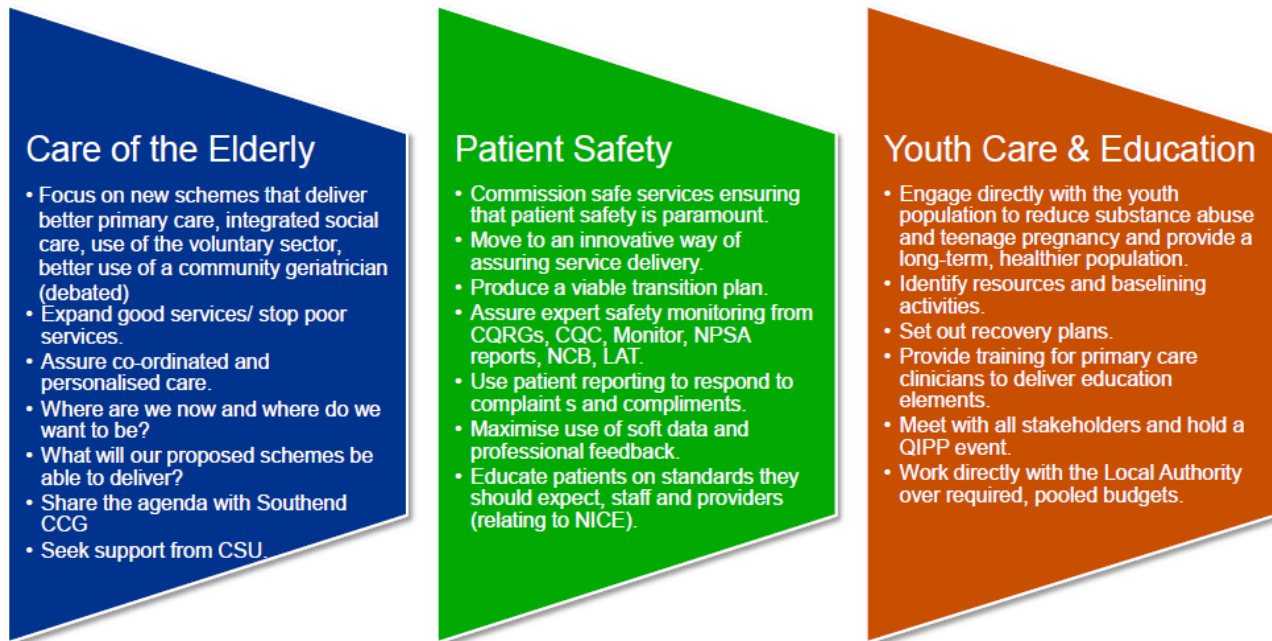 Care of the Elderly
• Focus on new schemes that deliver
better primary care, integrated social
care, use of the voluntary sector,
better use of a community geriatrician
(debated)
• Expand good services/ stop poor
services.
• Assure co-ordinated and
personalised care.
• Where are we now and where do we
want to be?
• What will our proposed schemes be
able to deliver?
• Share the agenda with Southend
CCG
• Seek support from CSU.
Patient Safety
• Commission safe services ensuring
that patient safety is paramount.
• Move to an innovative way of
assuring service delivery.
• Produce a viable transition plan.
• Assure expert safety monitoring from
CQRGs, CQC, Monitor, NPSA
reports, NCB, LAT.
• Use patient reporting to respond to
complaint s and compliments.
• Maximise use of soft data and
professional feedback.
• Educate patients on standards they
should expect, staff and providers
(relating to NICE).
Youth Care & Education
• Engage directly with the youth
population to reduce substance abuse
and teenage pregnancy and provide a
long-term, healthier population.
• Identify resources and baselining
activities.
• Set out recovery plans.
• Provide training for primary care
clinicians to deliver education
elements.
• Meet with all stakeholders and hold a
QIPP event.
• Work directly with the Local Authority
over required, pooled budgets.